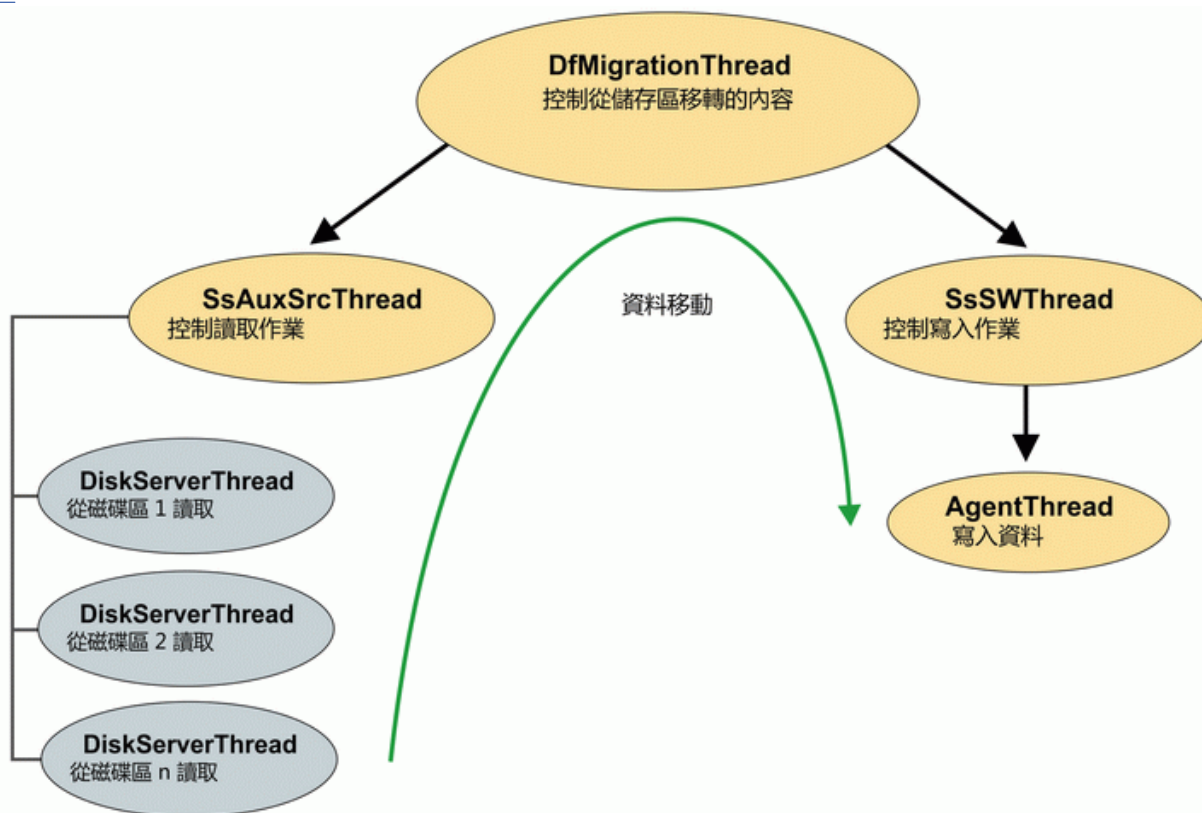 DfMigrationThread
控制從儲存區移轉的內容
SsAuxSrcThread
控制讀取作業
資料移動
SsSWThread
控制寫入作業
DiskServerThread
從磁碟區 1 讀取
AgentThread
寫入資料
DiskServerThread
從磁碟區 2 讀取
DiskServerThread
從磁碟區 n 讀取